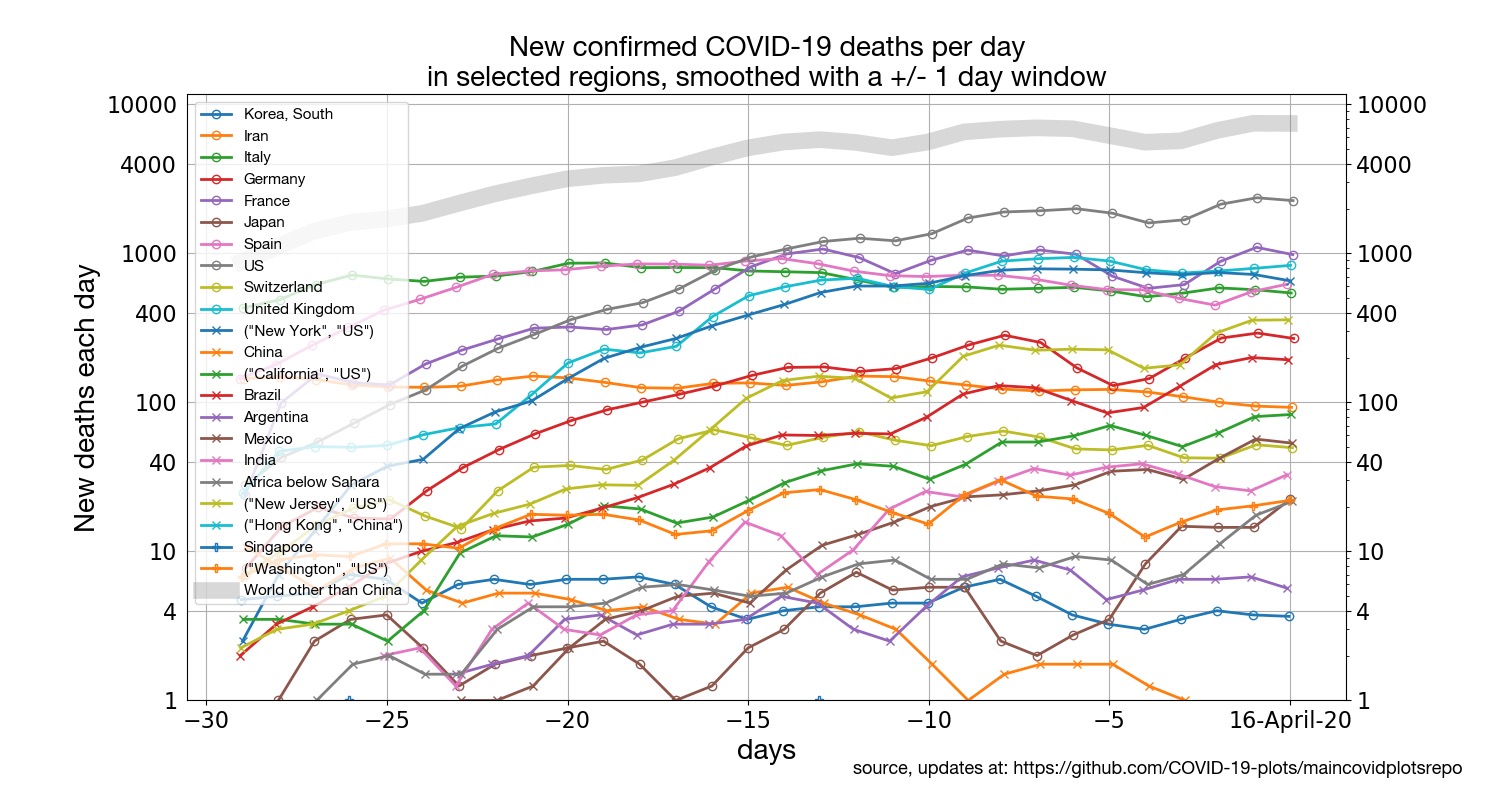 New confirmed COVID-19 deaths per day
in selected regions, smoothed with a +/- 1 day window
New deaths each day
10000
4000
1000
400
100
40
10
4
1
Korea, South
Iran
Italy
Germany
France
Japan
Spain
US
Switzerland
United Kingdom
("New York", "US")
China
("California", "US")
Brazil
Argentina
Mexico
India
Africa below Sahara
("New Jersey", "US")
("Hong Kong", "China")
Singapore
("Washington", "US")
World other than China
10000
4000
1000
400
100
40
10
4
1
−30 −25 −20 −15 −10 −5 16-April-20
days
source, updates at: https://github.com/COVID-19-plots/maincovidplotsrepo